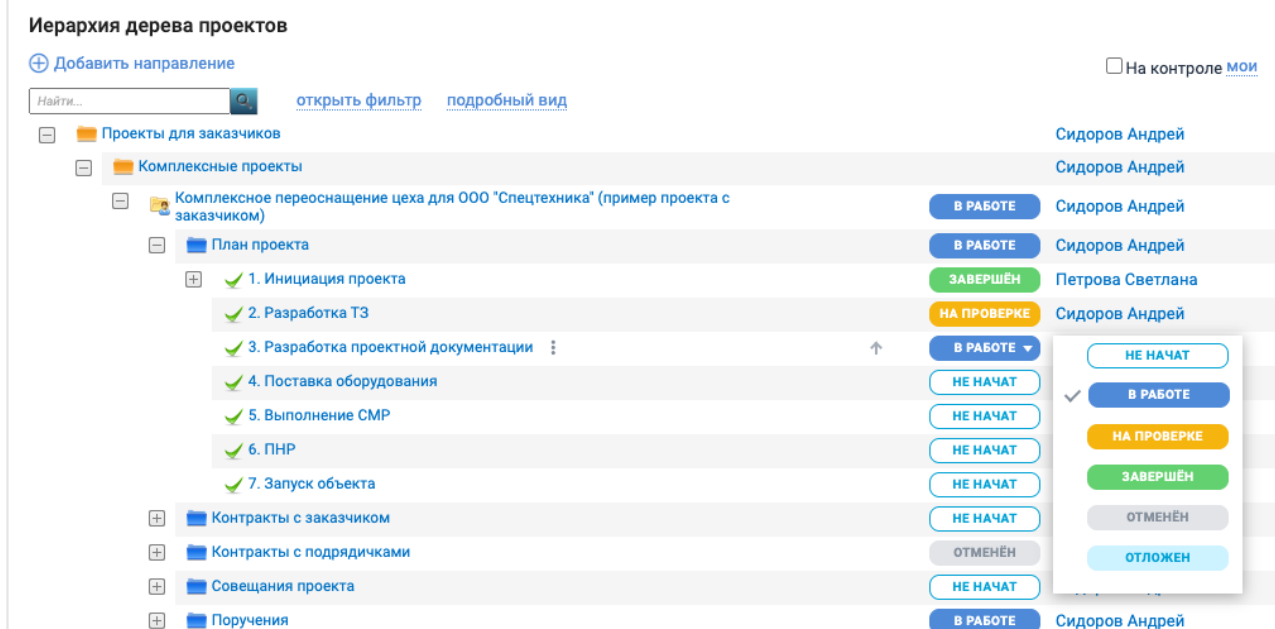 Иерархия дерева проектов
Добавить направление
На контроле мои
Найти... открыть фильтр подробный вид
Проекты для заказчиков Сидоров Андрей
Комплексные проекты Сидоров Андрей
Комплексное переоснащение цеха для ООО "Спецтехника" (пример проекта с
заказчиком) В РАБОТЕ Сидоров Андрей
План проекта В РАБОТЕ Сидоров Андрей
1. Инициация проекта ЗАВЕРШЁН Петрова Светлана
2. Разработка ТЗ НА ПРОВЕРКЕ Сидоров Андрей
3. Разработка проектной документации В РАБОТЕ
4. Поставка оборудования НЕ НАЧАТ
5. Выполнение СМР НЕ НАЧАТ
6. ПНР НЕ НАЧАТ
7. Запуск объекта НЕ НАЧАТ
Контракты с заказчиком НЕ НАЧАТ
Контракты с подрядичками ОТМЕНЁН
Совещания проекта НЕ НАЧАТ
Поручения В РАБОТЕ Сидоров Андрей
НЕ НАЧАТ
В РАБОТЕ
НА ПРОВЕРКЕ
ЗАВЕРШЁН
ОТМЕНЁН
ОТЛОЖЕН